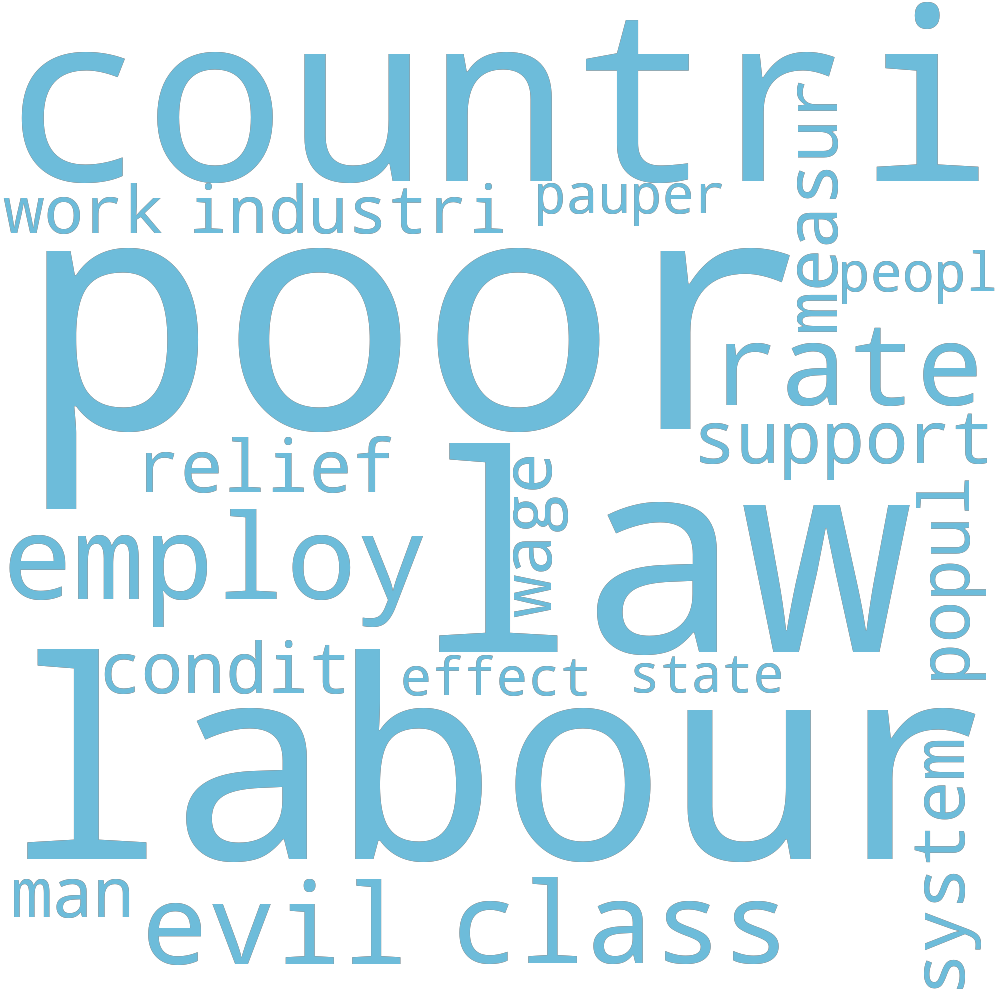 countri
work industri pauper
measur
peopl
poor
rate
support
relief
wage
law
employ
popul
condit effect state
labour
system
man evil class